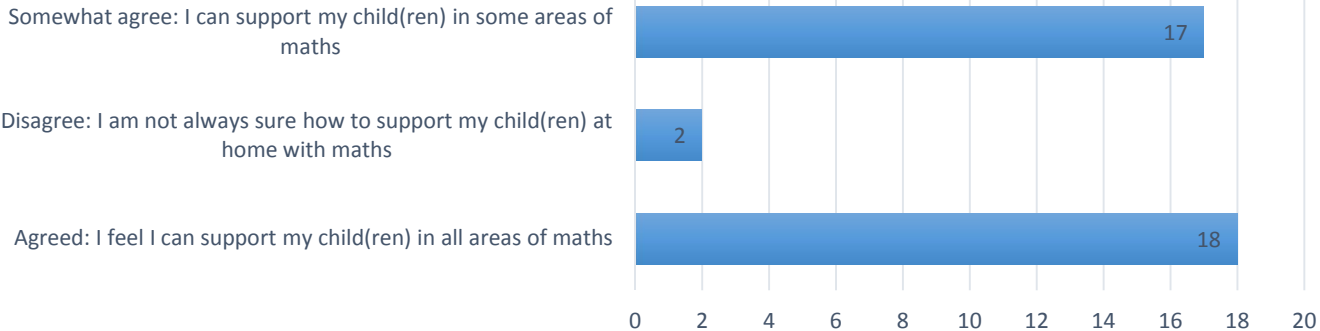 Somewhat agree: I can support my child(ren) in some areas of
maths
17
Disagree: I am not always sure how to support my child(ren) at
home with maths
2
Agreed: I feel I can support my child(ren) in all areas of maths
18
0 2 4 6 8 10 12 14 16 18 20